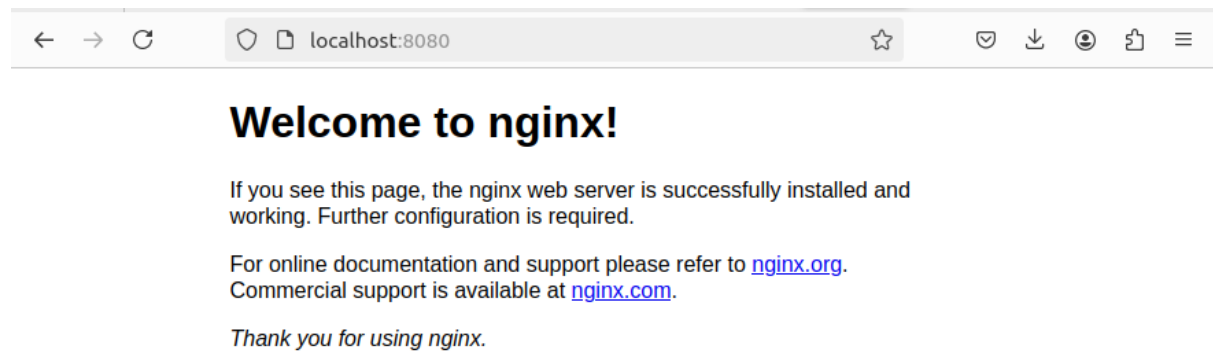 localhost:8080
Welcome to nginx!
If you see this page, the nginx web server is successfully installed and
working. Further configuration is required.
For online documentation and support please refer to nginx.org.
Commercial support is available at nginx.com.
Thank you for using nginx.